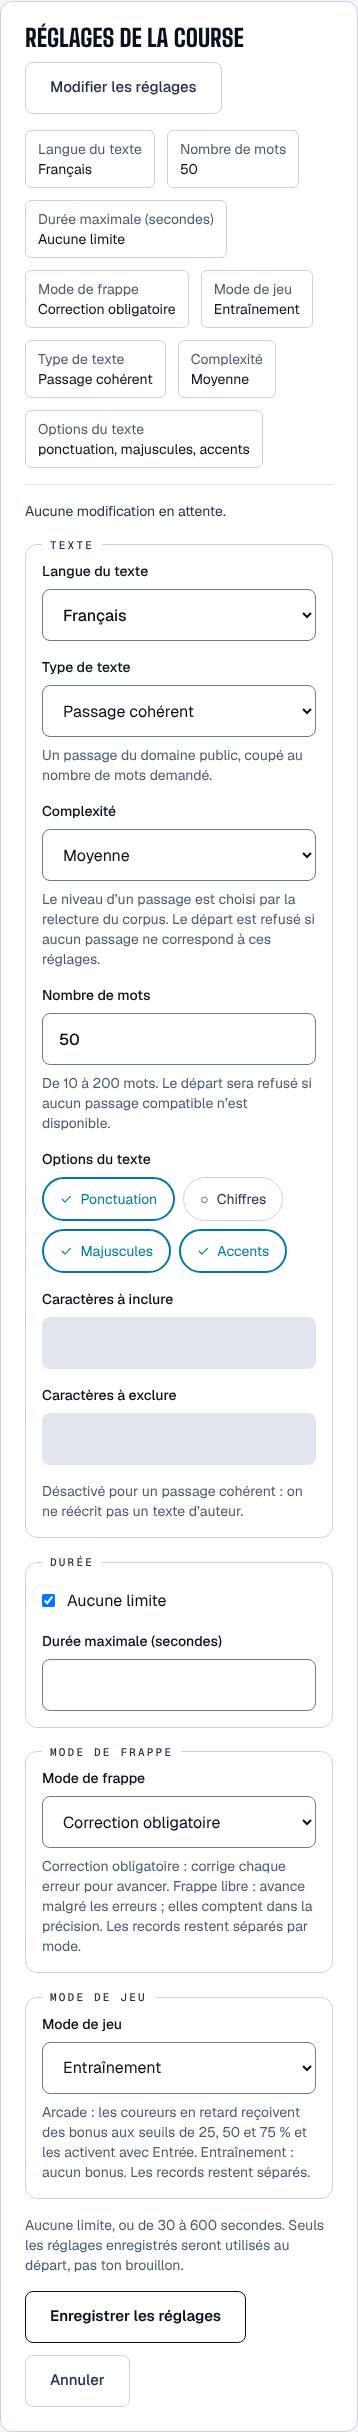 RÉGLAGES DE LA COURSE
Modifier les réglages
Langue du texte
Français
Nombre de mots
50
Durée maximale (secondes)
Aucune limite
Mode de frappe
Correction obligatoire
Mode de jeu
Entraînement
Type de texte
Passage cohérent
Complexité
Moyenne
Options du texte
ponctuation, majuscules, accents
Aucune modification en attente.
TEXTE
Langue du texte
Français
Type de texte
Passage cohérent
Un passage du domaine public, coupé au
nombre de mots demandé.
Complexité
Moyenne
Le niveau d’un passage est choisi par la
relecture du corpus. Le départ est refusé si
aucun passage ne correspond à ces
réglages.
Nombre de mots
50
De 10 à 200 mots. Le départ sera refusé si
aucun passage compatible n’est
disponible.
Options du texte
✓ Ponctuation
○ Chiffres
✓ Majuscules
✓ Accents
Caractères à inclure
Caractères à exclure
Désactivé pour un passage cohérent : on
ne réécrit pas un texte d’auteur.
DURÉE
Aucune limite
Durée maximale (secondes)
MODE DE FRAPPE
Mode de frappe
Correction obligatoire
Correction obligatoire : corrige chaque
erreur pour avancer. Frappe libre : avance
malgré les erreurs ; elles comptent dans la
précision. Les records restent séparés par
mode.
MODE DE JEU
Mode de jeu
Entraînement
Arcade : les coureurs en retard reçoivent
des bonus aux seuils de 25, 50 et 75 % et
les activent avec Entrée. Entraînement :
aucun bonus. Les records restent séparés.
Aucune limite, ou de 30 à 600 secondes. Seuls
les réglages enregistrés seront utilisés au
départ, pas ton brouillon.
Enregistrer les réglages
Annuler